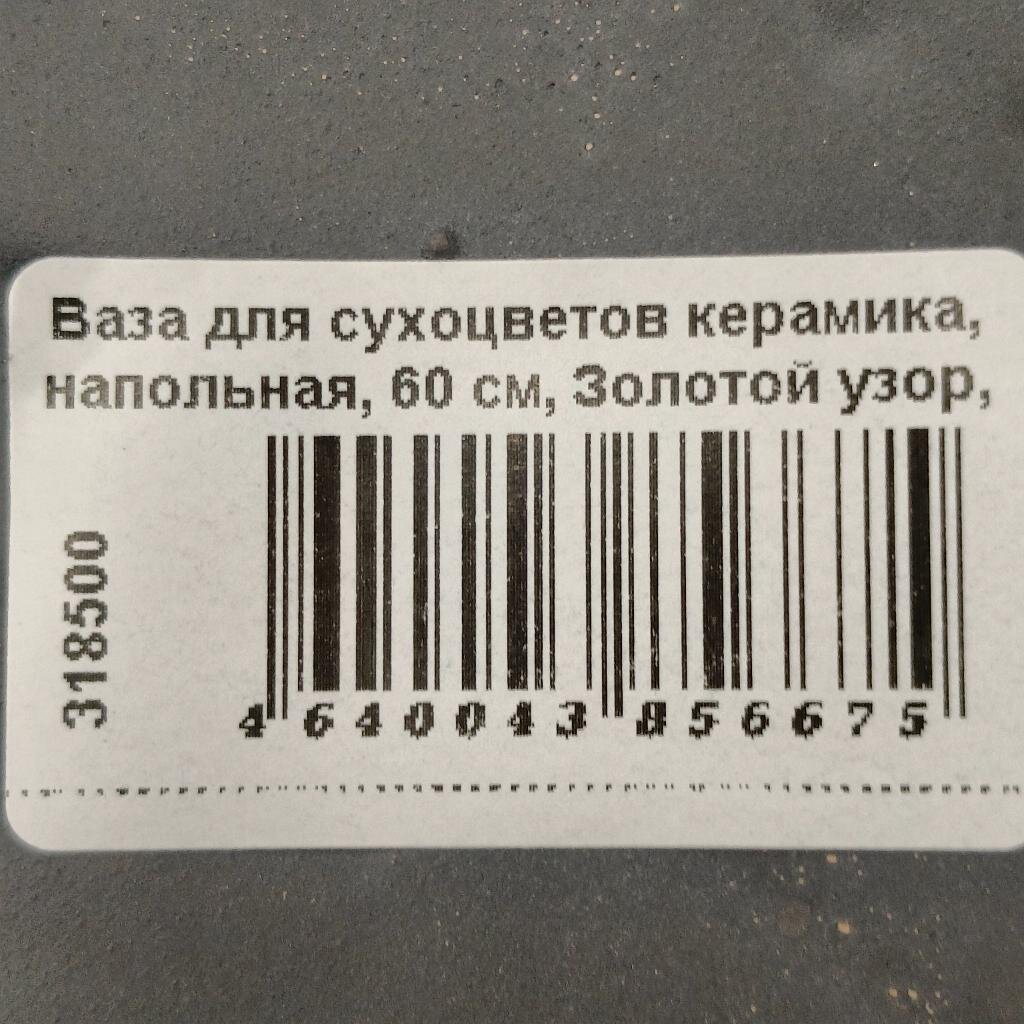 Ваза для сухоцветов керамика,
напольная, 60 см, Золотой узор,
318500
4 640043 856675